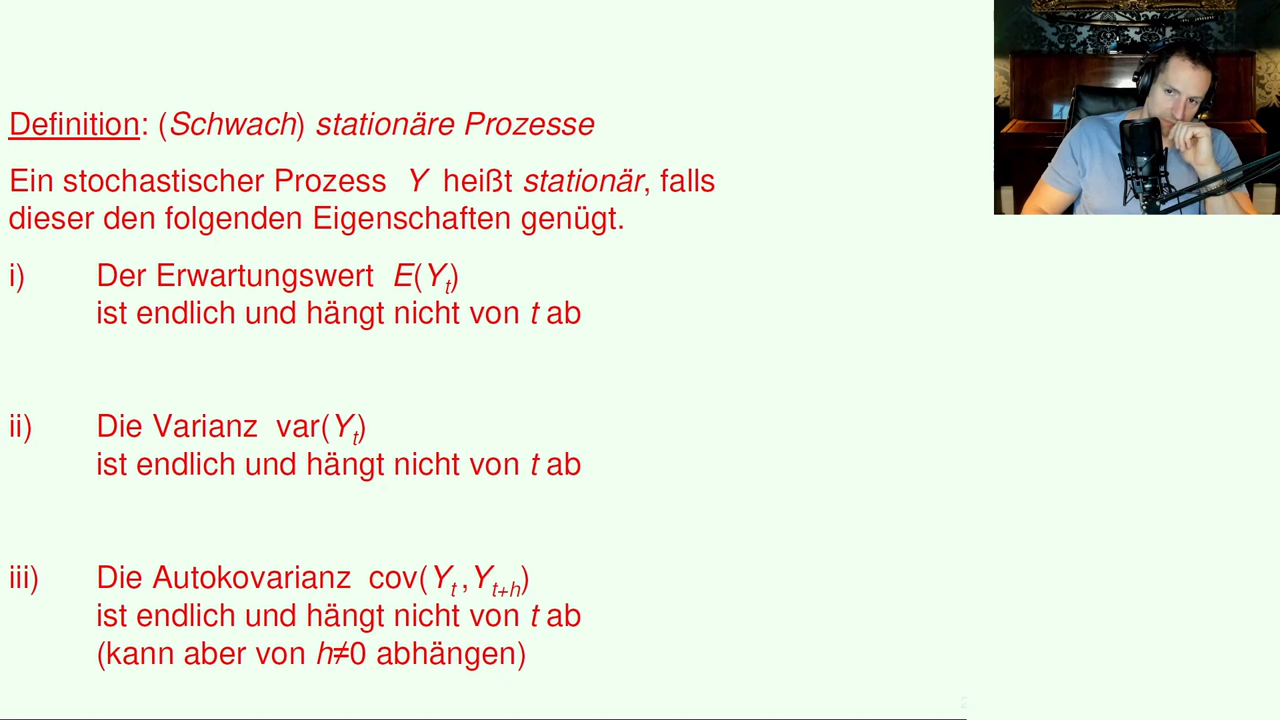 Definition: (Schwach) stationäre Prozesse
Ein stochastischer Prozess Y heißt stationär, falls
dieser den folgenden Eigenschaften genügt.
i) Der Erwartungswert E(Yt)
ist endlich und hängt nicht von t ab
ii) Die Varianz var(Yt)
ist endlich und hängt nicht von t ab
iii) Die Autokovarianz cov(Yt,Yt+h)
ist endlich und hängt nicht von t ab
(kann aber von h≠0 abhängen)